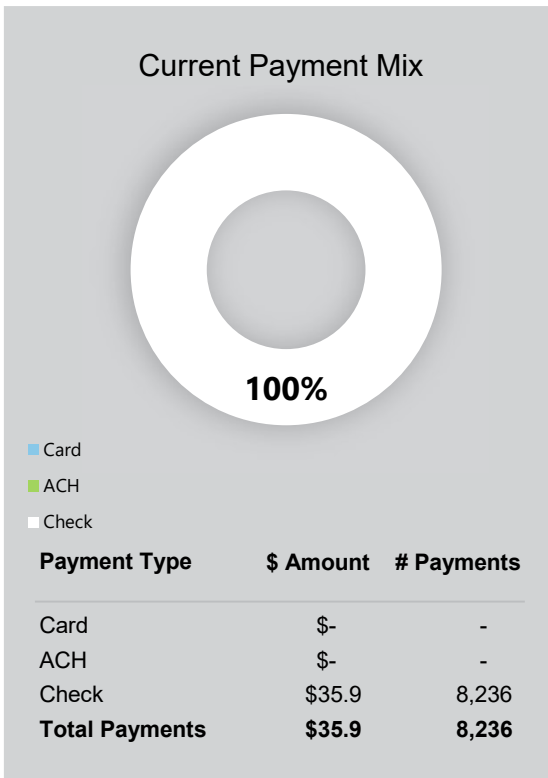 Current Payment Mix
100%
Card
ACH
Check
Payment Type $ Amount # Payments
Card $- -
ACH $- -
Check $35.9 8,236
Total Payments $35.9 8,236